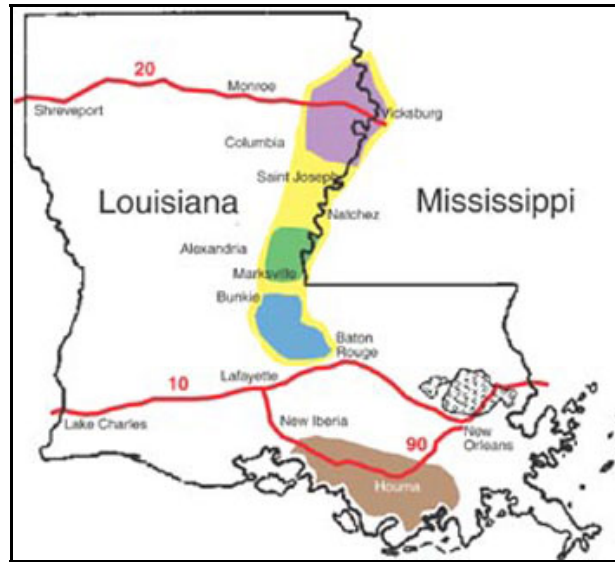 20
Monroe
Shreveport
Vicksburg
Columbia
Saint Joseph
Louisiana
Natchez
Mississippi
Alexandria
Marksville
Bunkie
Baton
Rouge
Lafayette
10
Lake Charles
New Iberia
90
New
Orleans
Houma